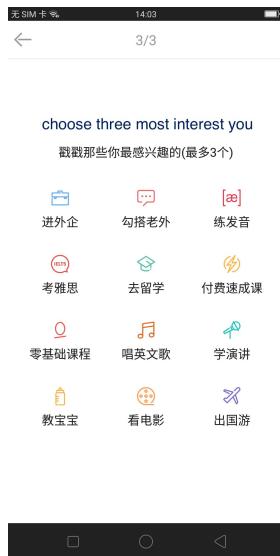 无 SIM 卡 14:03
3/3
choose three most interest you
戳戳那些你最感兴趣的(最多3个)
进外企 勾搭老外 [æ] 练发音
IELTS 考雅思 去留学 付费速成课
零基础课程 唱英文歌 学演讲
教宝宝 看电影 出国游